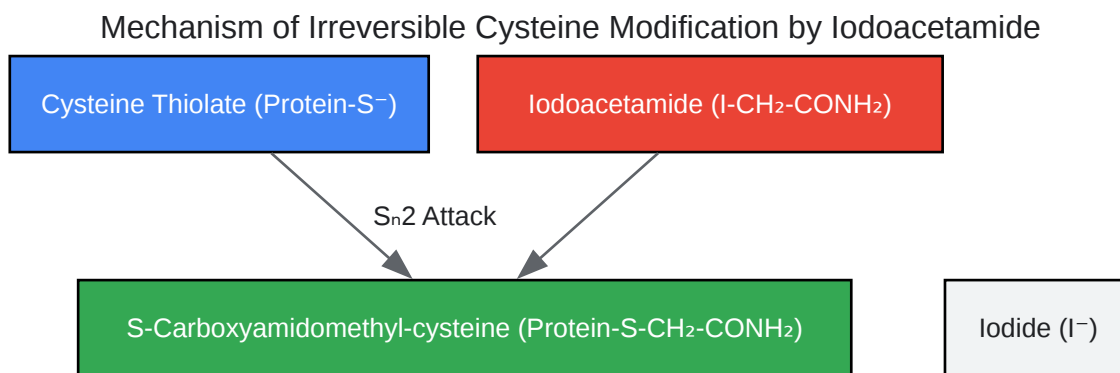 Mechanism of Irreversible Cysteine Modification by Iodoacetamide
Cysteine Thiolate (Protein-S⁻)
Iodoacetamide (I-CH₂-CONH₂)
Sₙ2 Attack
S-Carboxyamidomethyl-cysteine (Protein-S-CH₂-CONH₂)
Iodide (I⁻)